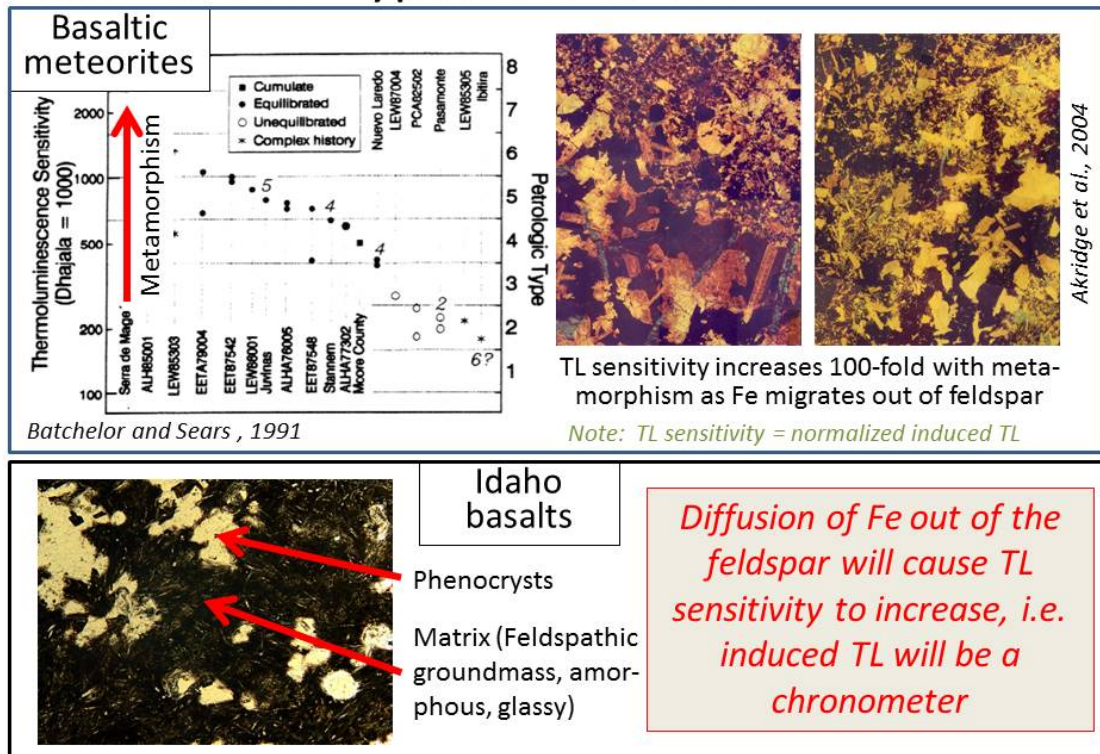 Basaltic
meteorites
Metamorphism
Thermoluminescence Sensitivity
(Dhajala = 1000)
2000
1000
500
200
100
■ Cumulate
● Equilibrated
○ Unequilibrated
* Complex history
Nuevo Laredo
LEW87004
PCA82502
Pasamonte
LEW85305
Ibitira
8
7
6
5
4
3
2
1
Petrologic Type
5
4
4
2
6?
Serra de Magé
ALH85001
LEW85303
EETA79004
EET87542
LEW86001
Juvinas
ALHA76005
EET87548
Stannern
ALHA77302
Moore County
Batchelor and Sears , 1991
Akridge et al., 2004
TL sensitivity increases 100-fold with meta-
morphism as Fe migrates out of feldspar
Note: TL sensitivity = normalized induced TL
Idaho
basalts
Phenocrysts
Matrix (Feldspathic
groundmass, amor-
phous, glassy)
Diffusion of Fe out of the
feldspar will cause TL
sensitivity to increase, i.e.
induced TL will be a
chronometer